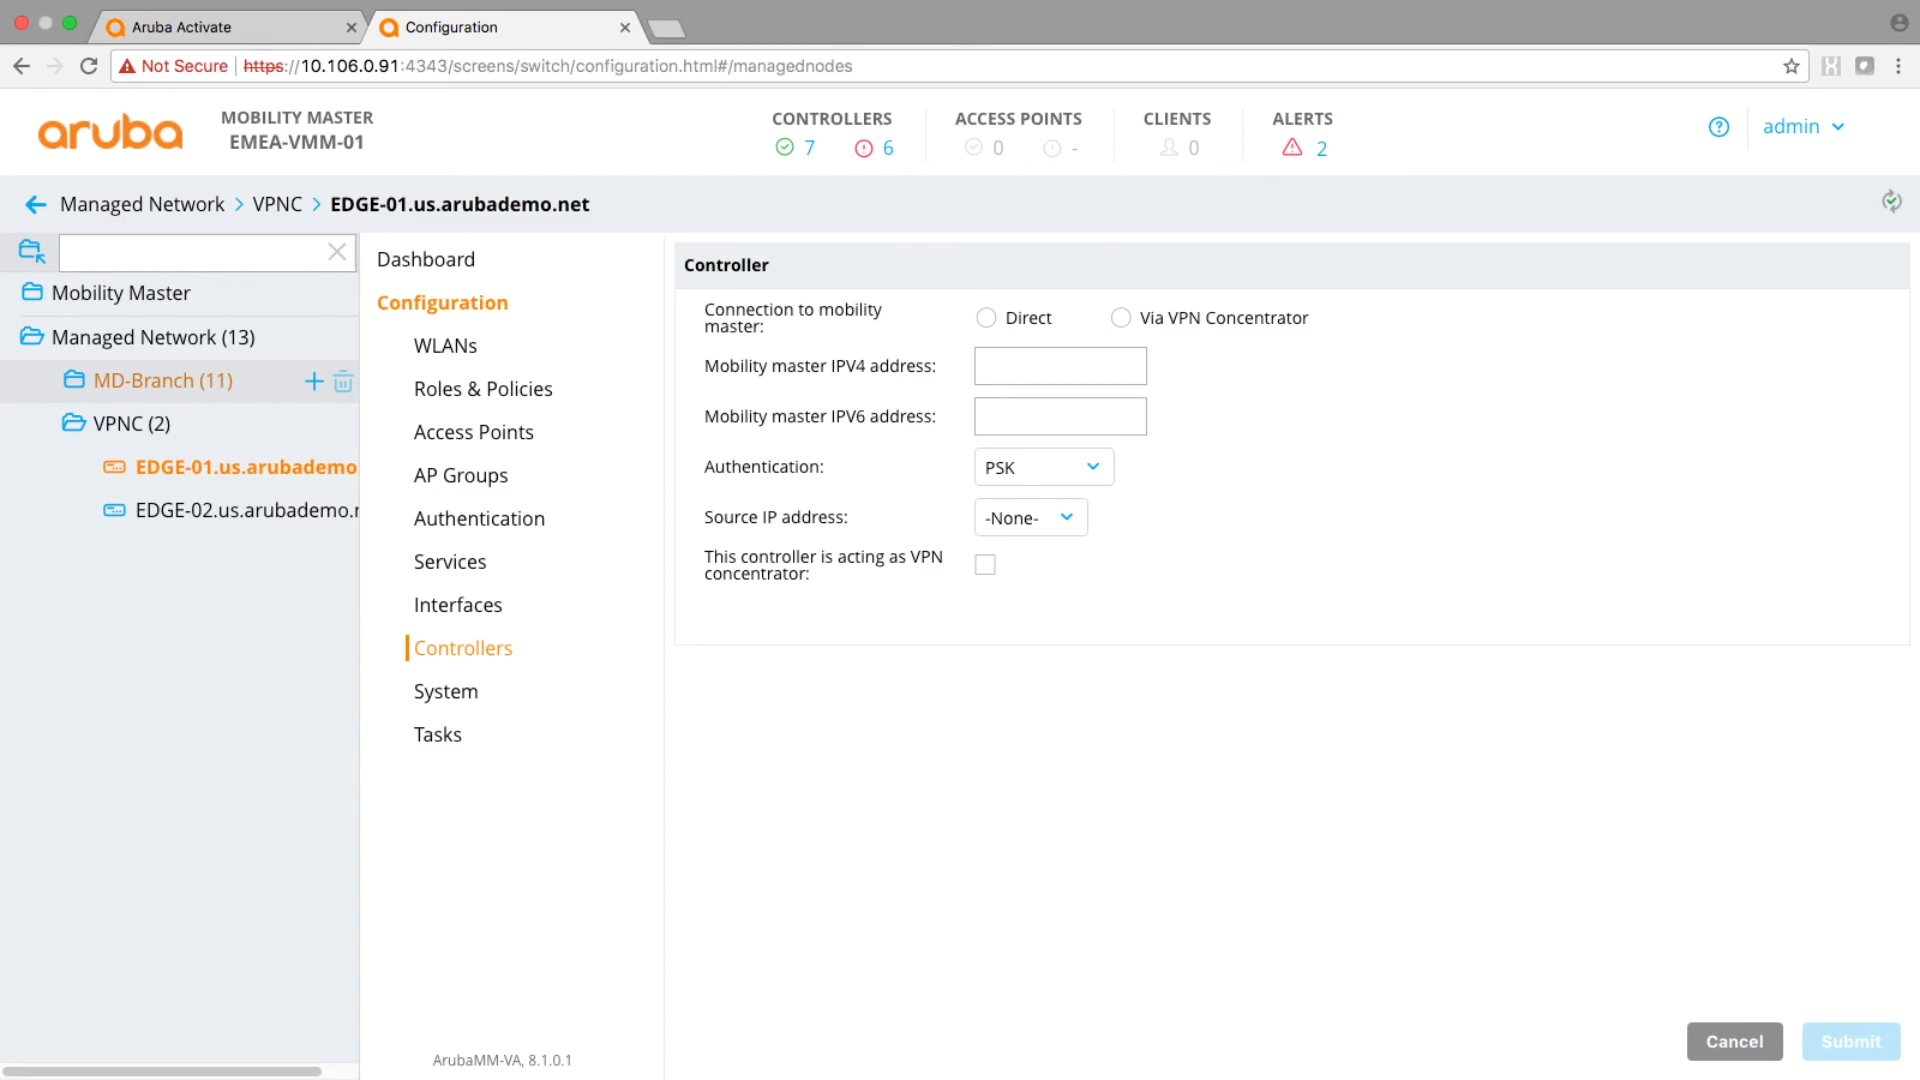 Aruba Activate
Configuration
Not Secure
https://10.106.0.91:4343/screens/switch/configuration.html#/managednodes
aruba
MOBILITY MASTER
EMEA-VMM-01
CONTROLLERS
7
6
ACCESS POINTS
0
-
CLIENTS
0
ALERTS
2
admin
Managed Network > VPNC > EDGE-01.us.arubademo.net
Mobility Master
Managed Network (13)
MD-Branch (11)
VPNC (2)
EDGE-01.us.arubademo
EDGE-02.us.arubademo.r
Dashboard
Configuration
WLANs
Roles & Policies
Access Points
AP Groups
Authentication
Services
Interfaces
Controllers
System
Tasks
ArubaMM-VA, 8.1.0.1
Controller
Connection to mobility
master:
Direct
Via VPN Concentrator
Mobility master IPV4 address:
Mobility master IPV6 address:
Authentication:
PSK
Source IP address:
-None-
This controller is acting as VPN
concentrator:
Cancel
Submit